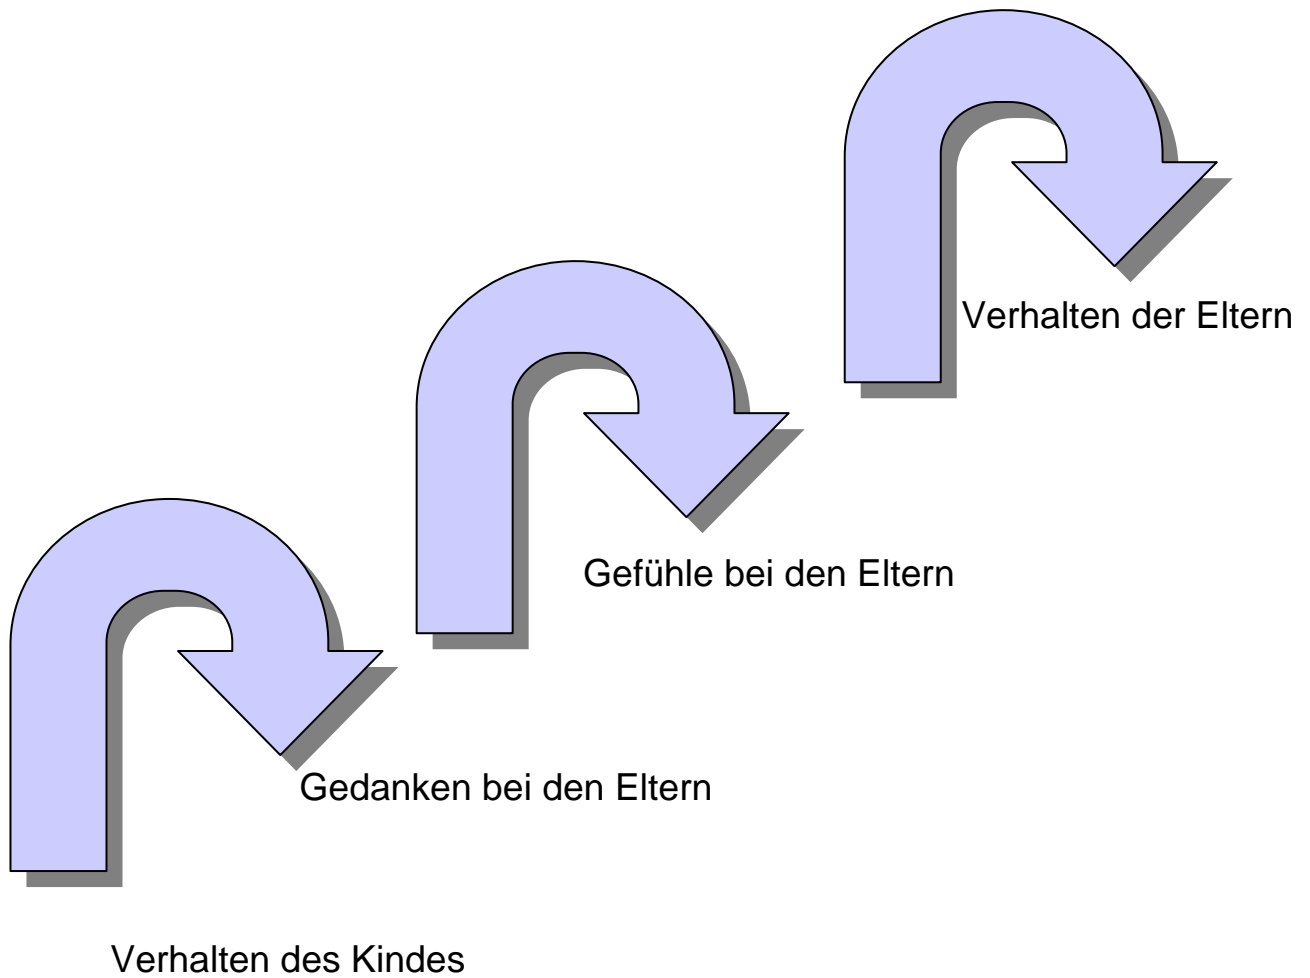 Verhalten der Eltern
Gefühle bei den Eltern
Gedanken bei den Eltern
Verhalten des Kindes